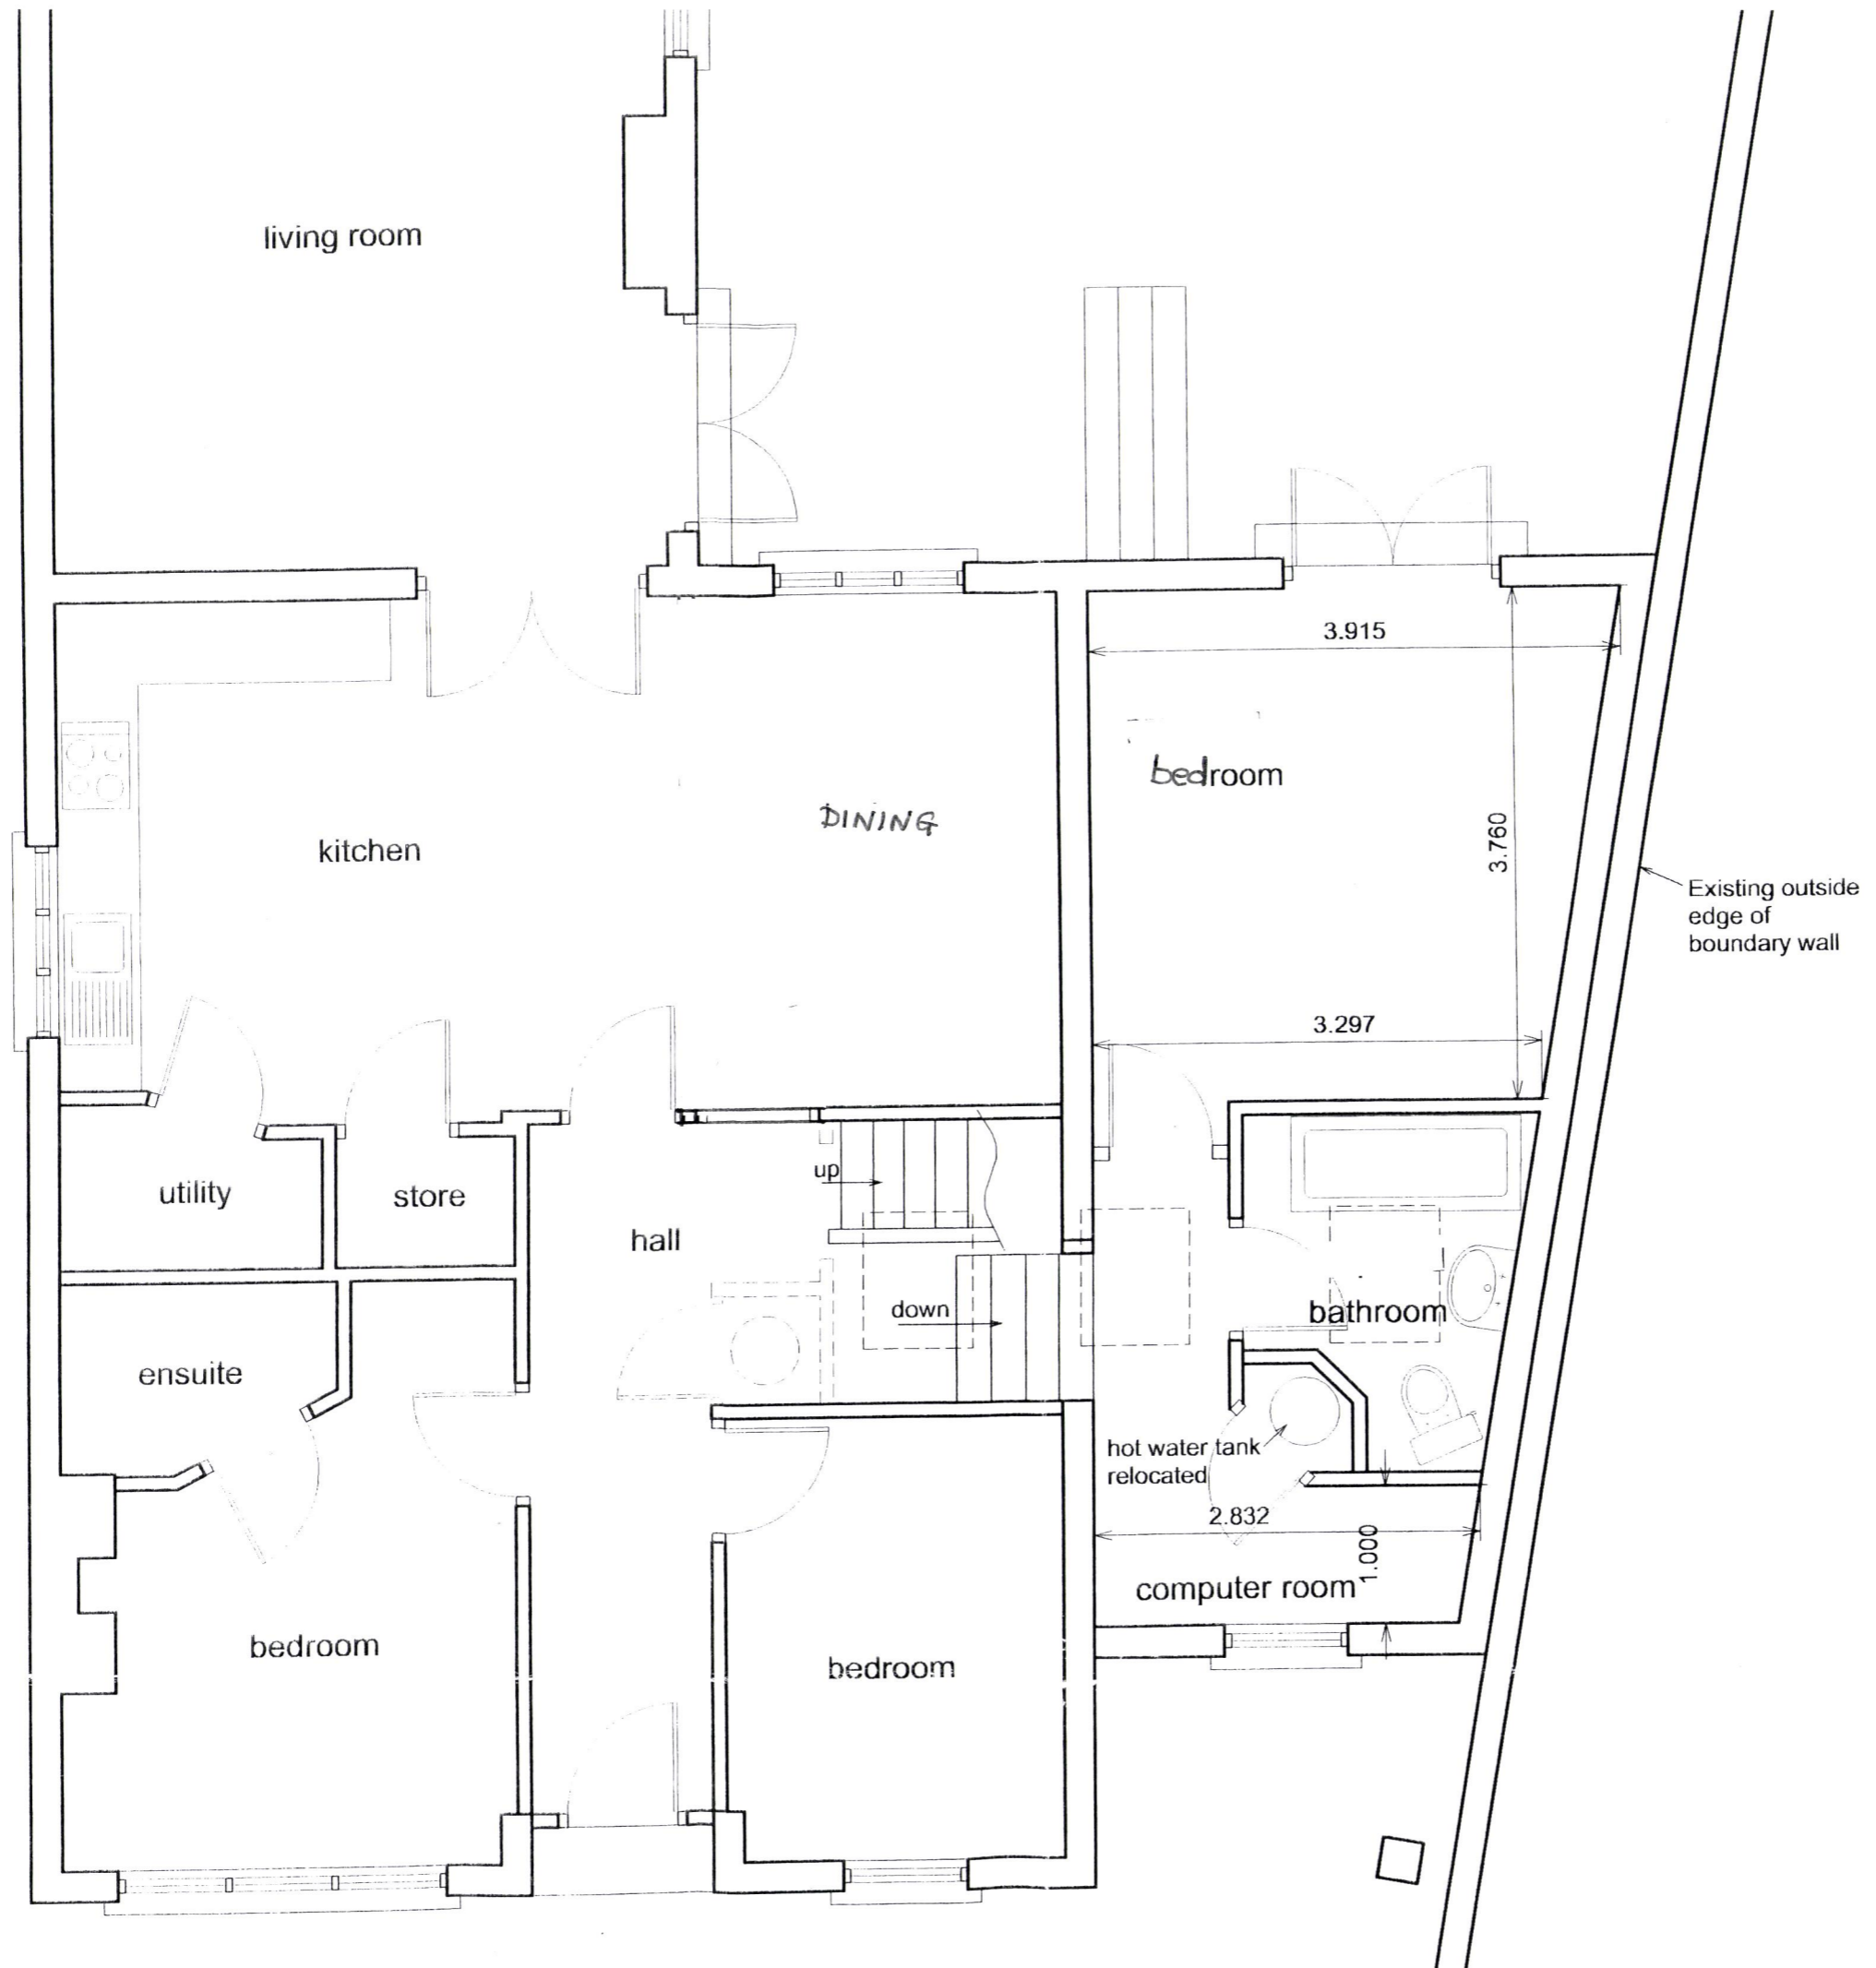 living room
3.915
bedroom
DINING
kitchen
3.760
Existing outside
edge of
boundary wall
3.297
up
utility
store
hall
down
bathroom
ensuite
hot water tank
relocated
2.832
1.000
computer room
bedroom
bedroom